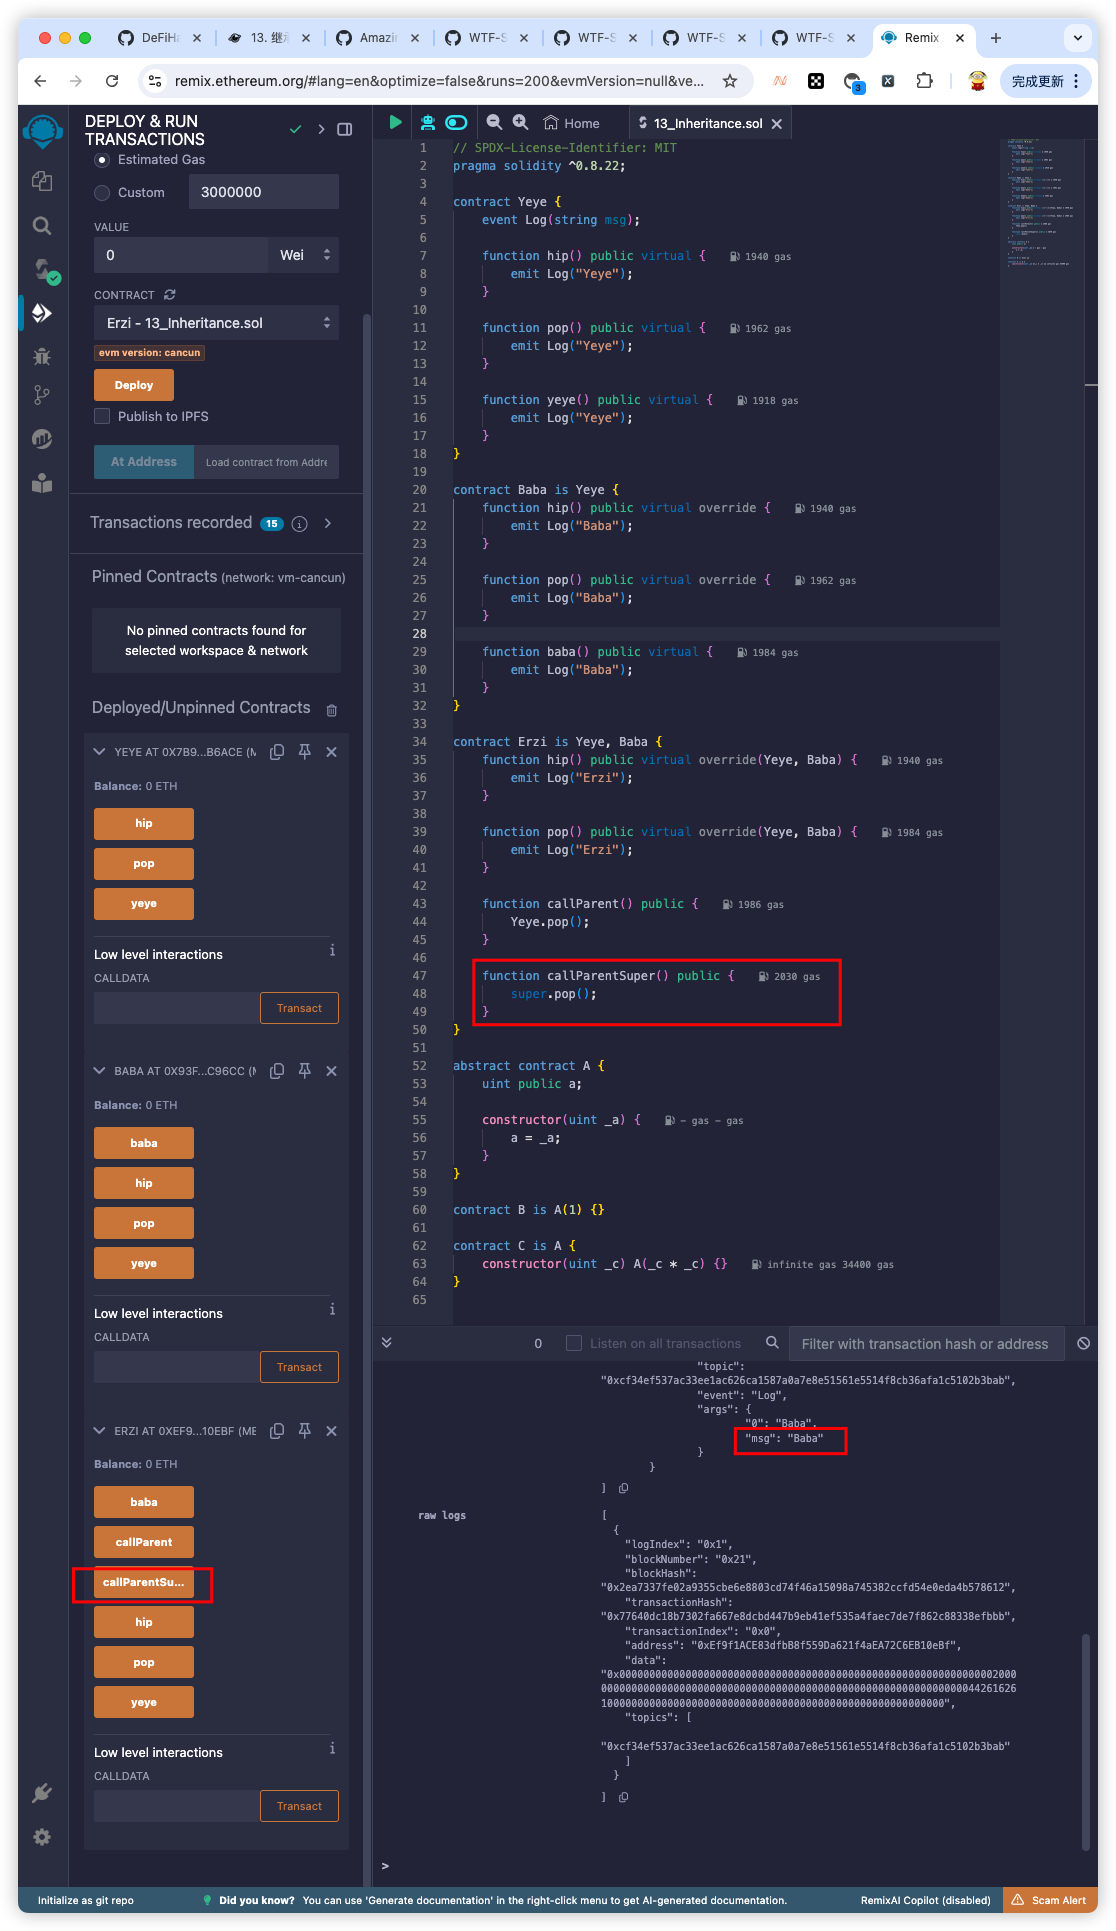 DeFiHa
13. 继承
Amazin
WTF-S
WTF-S
WTF-S
WTF-S
Remix
remix.ethereum.org/#lang=en&optimize=false&runs=200&evmVersion=null&ve...
3
完成更新
DEPLOY & RUN
TRANSACTIONS
Estimated Gas
Custom
3000000
VALUE
0
Wei
CONTRACT
Erzi - 13_Inheritance.sol
evm version: cancun
Deploy
Publish to IPFS
At Address
Load contract from Addre
Transactions recorded 15 i
Pinned Contracts (network: vm-cancun)
No pinned contracts found for
selected workspace & network
Deployed/Unpinned Contracts
YEYE AT 0X7B9...B6ACE (M
Balance: 0 ETH
hip
pop
yeye
Low level interactions
i
CALLDATA
Transact
BABA AT 0X93F...C96CC (M
Balance: 0 ETH
baba
hip
pop
yeye
Low level interactions
i
CALLDATA
Transact
ERZI AT 0XEF9...10EBF (ME
Balance: 0 ETH
baba
callParent
callParentSu...
hip
pop
yeye
Low level interactions
i
CALLDATA
Transact
Home
13_Inheritance.sol
1 // SPDX-License-Identifier: MIT
2 pragma solidity ^0.8.22;
3
4 contract Yeye {
5 event Log(string msg);
6
7 function hip() public virtual { 1940 gas
8 emit Log("Yeye");
9 }
10
11 function pop() public virtual { 1962 gas
12 emit Log("Yeye");
13 }
14
15 function yeye() public virtual { 1918 gas
16 emit Log("Yeye");
17 }
18 }
19
20 contract Baba is Yeye {
21 function hip() public virtual override { 1940 gas
22 emit Log("Baba");
23 }
24
25 function pop() public virtual override { 1962 gas
26 emit Log("Baba");
27 }
28
29 function baba() public virtual { 1984 gas
30 emit Log("Baba");
31 }
32 }
33
34 contract Erzi is Yeye, Baba {
35 function hip() public virtual override(Yeye, Baba) { 1940 gas
36 emit Log("Erzi");
37 }
38
39 function pop() public virtual override(Yeye, Baba) { 1984 gas
40 emit Log("Erzi");
41 }
42
43 function callParent() public { 1986 gas
44 Yeye.pop();
45 }
46
47 function callParentSuper() public { 2030 gas
48 super.pop();
49 }
50 }
51
52 abstract contract A {
53 uint public a;
54
55 constructor(uint _a) { – gas – gas
56 a = _a;
57 }
58 }
59
60 contract B is A(1) {}
61
62 contract C is A {
63 constructor(uint _c) A(_c * _c) {} infinite gas 34400 gas
64 }
65
0
Listen on all transactions
Filter with transaction hash or address
"topic":
"0xcf34ef537ac33ee1ac626ca1587a0a7e8e51561e5514f8cb36afa1c5102b3bab",
"event": "Log",
"args": {
"0": "Baba",
"msg": "Baba"
}
}
]
raw logs
[
{
"logIndex": "0x1",
"blockNumber": "0x21",
"blockHash":
"0x2ea7337fe02a9355cbe6e8803cd74f46a15098a745382ccfd54e0eda4b578612",
"transactionHash":
"0x77640dc18b7302fa667e8dcbd447b9eb41ef535a4faec7de7f862c88338efbbb",
"transactionIndex": "0x0",
"address": "0xEf9f1ACE83dfbB8f559Da621f4aEA72C6EB10eBf",
"data":
"topics": [
"0xcf34ef537ac33ee1ac626ca1587a0a7e8e51561e5514f8cb36afa1c5102b3bab"
]
}
]
>
Initialize as git repo
Did you know? You can use 'Generate documentation' in the right-click menu to get AI-generated documentation.
RemixAI Copilot (disabled)
Scam Alert